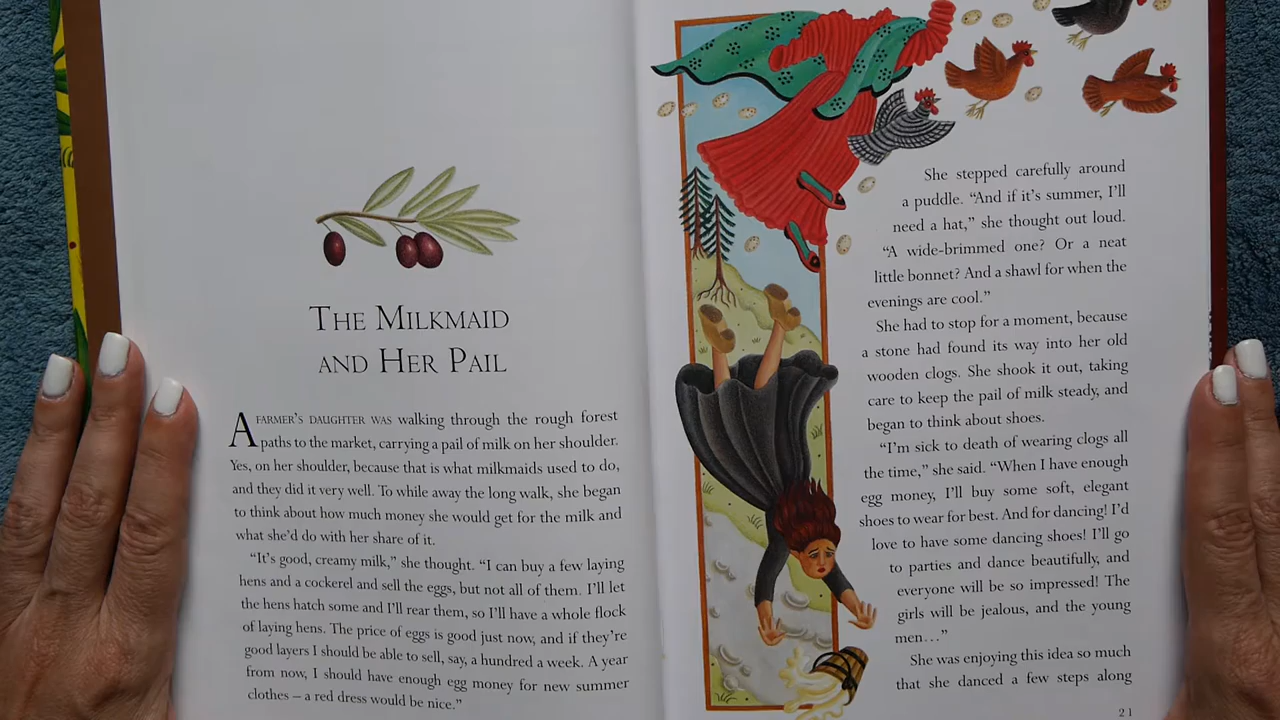 THE MILKMAID
AND HER PAIL
A FARMER'S DAUGHTER WAS walking through the rough forest
paths to the market, carrying a pail of milk on her shoulder.
Yes, on her shoulder, because that is what milkmaids used to do,
and they did it very well. To while away the long walk, she began
to think about how much money she would get for the milk and
what she'd do with her share of it.
"It's good, creamy milk," she thought. "I can buy a few laying
hens and a cockerel and sell the eggs, but not all of them. I'll let
the hens hatch some and I'll rear them, so I'll have a whole flock
of laying hens. The price of eggs is good just now, and if they're
good layers I should be able to sell, say, a hundred a week. A year
from now, I should have enough egg money for new summer
clothes – a red dress would be nice."
She stepped carefully around
a puddle. "And if it's summer, I'll
need a hat," she thought out loud.
"A wide-brimmed one? Or a neat
little bonnet? And a shawl for when the
evenings are cool."
She had to stop for a moment, because
a stone had found its way into her old
wooden clogs. She shook it out, taking
care to keep the pail of milk steady, and
began to think about shoes.
"I'm sick to death of wearing clogs all
the time," she said. "When I have enough
egg money, I'll buy some soft, elegant
shoes to wear for best. And for dancing! I'd
love to have some dancing shoes! I'll go
to parties and dance beautifully, and
everyone will be so impressed! The
girls will be jealous, and the young
men…"
She was enjoying this idea so much
that she danced a few steps along
21